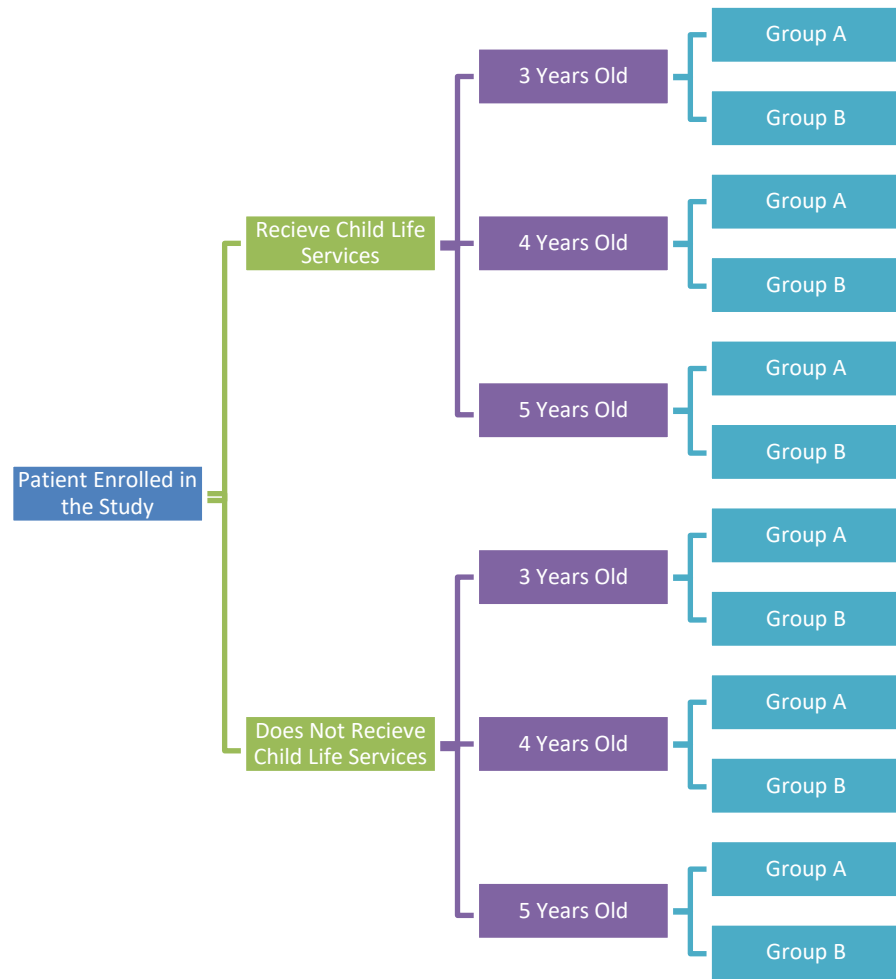 Patient Enrolled in
the Study
Recieve Child Life
Services
3 Years Old
Group A
Group B
4 Years Old
Group A
Group B
5 Years Old
Group A
Group B
Does Not Recieve
Child Life Services
3 Years Old
Group A
Group B
4 Years Old
Group A
Group B
5 Years Old
Group A
Group B